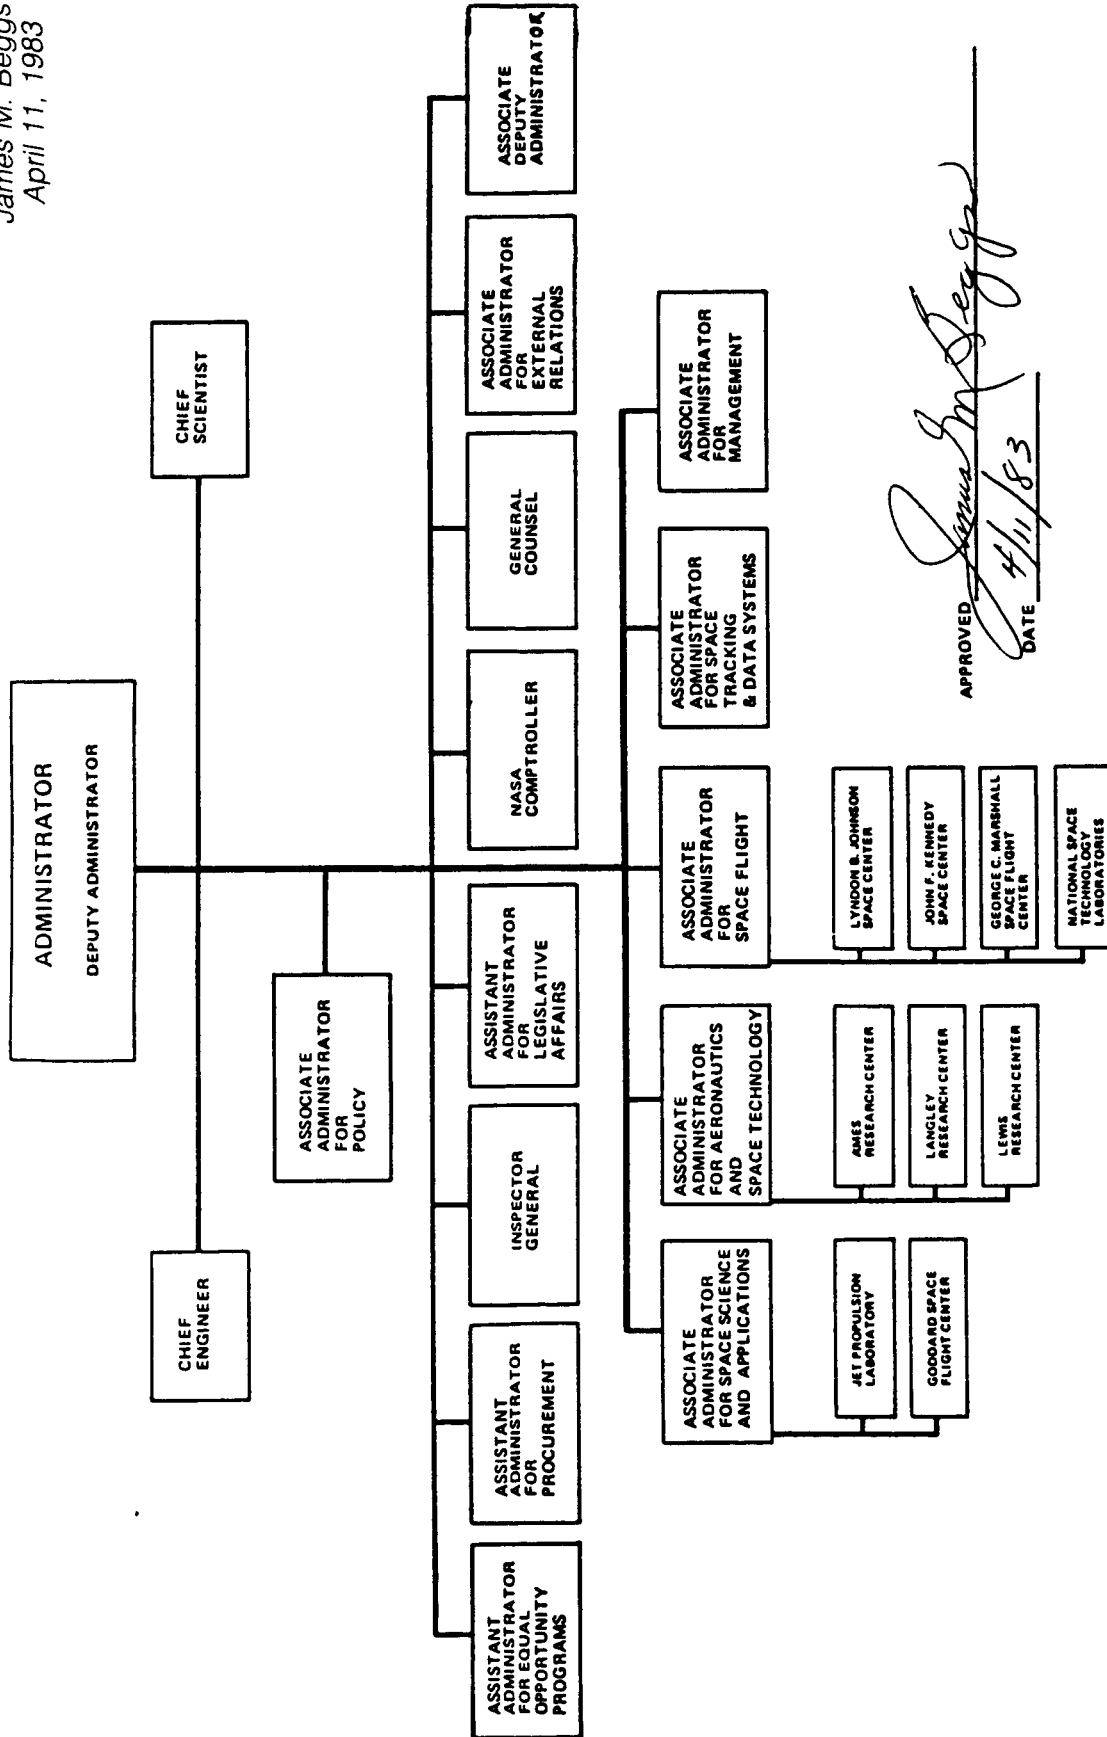 James M. Beggs
April 11, 1983
ADMINISTRATOR
DEPUTY ADMINISTRATOR
CHIEF
ENGINEER
CHIEF
SCIENTIST
ASSOCIATE
ADMINISTRATOR
FOR
POLICY
ASSISTANT
ADMINISTRATOR
FOR EQUAL
OPPORTUNITY
PROGRAMS
ASSISTANT
ADMINISTRATOR
FOR
PROCUREMENT
INSPECTOR
GENERAL
ASSISTANT
ADMINISTRATOR
FOR
LEGISLATIVE
AFFAIRS
NASA
COMPTROLLER
GENERAL
COUNSEL
ASSOCIATE
ADMINISTRATOR
FOR
EXTERNAL
RELATIONS
ASSOCIATE
DEPUTY
ADMINISTRATOR
ASSOCIATE
ADMINISTRATOR
FOR SPACE SCIENCE
AND APPLICATIONS
ASSOCIATE
ADMINISTRATOR
FOR AERONAUTICS
AND
SPACE TECHNOLOGY
ASSOCIATE
ADMINISTRATOR
FOR
SPACE FLIGHT
ASSOCIATE
ADMINISTRATOR
FOR SPACE
TRACKING
& DATA SYSTEMS
ASSOCIATE
ADMINISTRATOR
FOR
MANAGEMENT
JET PROPULSION
LABORATORY
GODDARD SPACE
FLIGHT CENTER
AMES
RESEARCH CENTER
LANGLEY
RESEARCH CENTER
LEWIS
RESEARCH CENTER
LYNDON B. JOHNSON
SPACE CENTER
JOHN F. KENNEDY
SPACE CENTER
GEORGE C. MARSHALL
SPACE FLIGHT
CENTER
NATIONAL SPACE
TECHNOLOGY
LABORATORIES
APPROVED James M Beggs
DATE 4/11/83